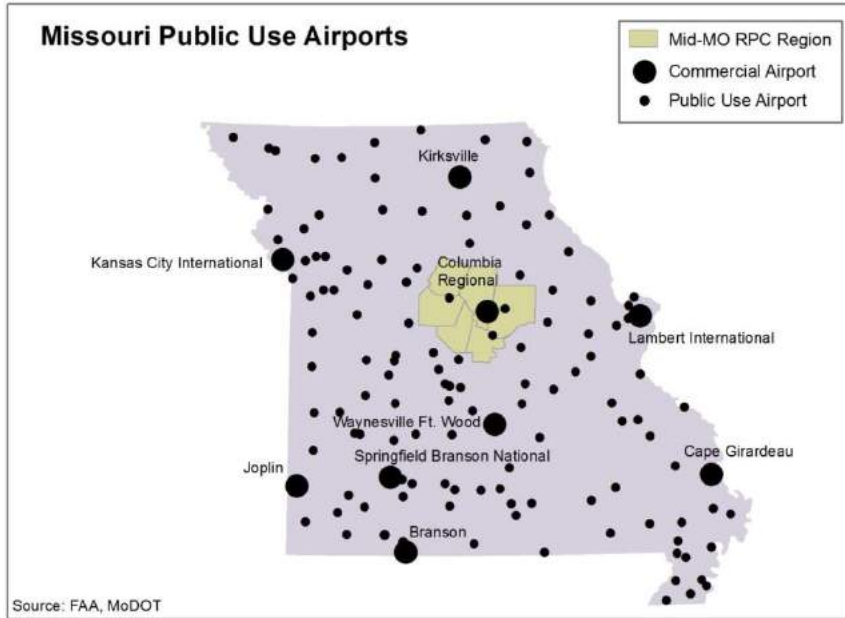 Missouri Public Use Airports
Mid-MO RPC Region
Commercial Airport
Public Use Airport
Kirksville
Kansas City International
Columbia
Regional
Lambert International
Waynesville Ft. Wood
Springfield Branson National
Joplin
Cape Girardeau
Branson
Source: FAA, MoDOT